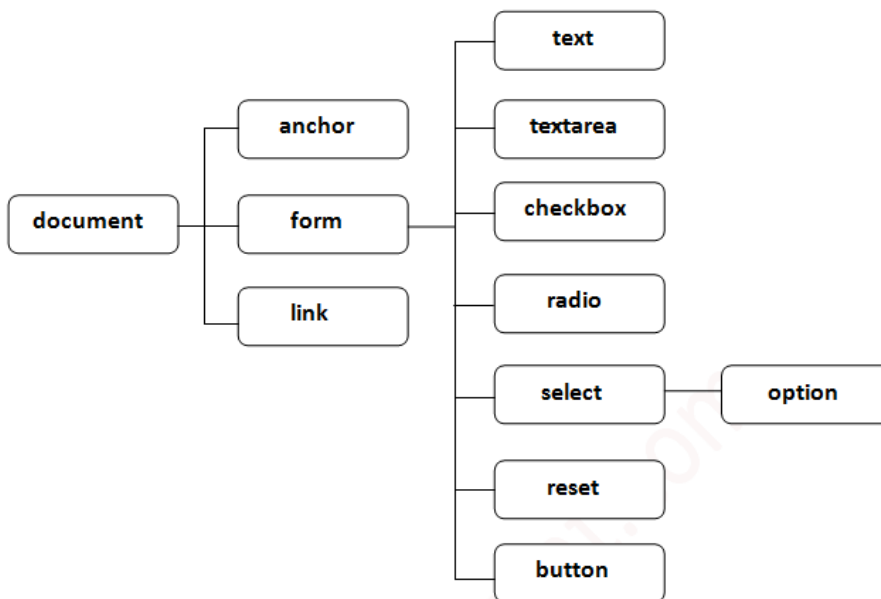 text
anchor
textarea
document
form
checkbox
link
radio
select
option
reset
button